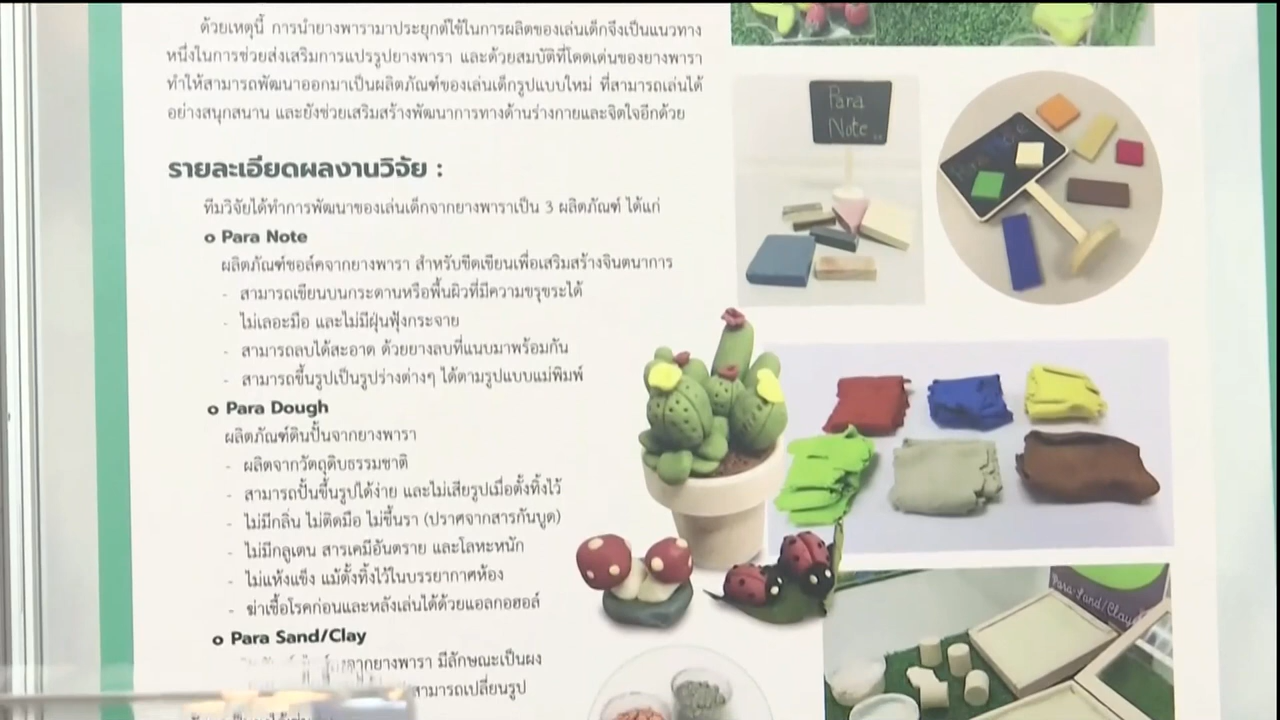 ด้วยเหตุนี้ การนำยางพารามาประยุกต์ใช้ในการผลิตของเล่นเด็กจึงเป็นแนวทาง
หนึ่งในการช่วยส่งเสริมการแปรรูปยางพารา และด้วยสมบัติที่โดดเด่นของยางพารา
ทำให้สามารถพัฒนาออกมาเป็นผลิตภัณฑ์ของเล่นเด็กรูปแบบใหม่ ที่สามารถเล่นได้
อย่างสนุกสนาน และยังช่วยเสริมสร้างพัฒนาการทางด้านร่างกายและจิตใจอีกด้วย
รายละเอียดผลงานวิจัย :
ทีมวิจัยได้ทำการพัฒนาของเล่นเด็กจากยางพาราเป็น 3 ผลิตภัณฑ์ ได้แก่
o Para Note
ผลิตภัณฑ์ชอล์คจากยางพารา สำหรับขีดเขียนเพื่อเสริมสร้างจินตนาการ
- สามารถเขียนบนกระดานหรือพื้นผิวที่มีความขรุขระได้
- ไม่เลอะมือ และไม่มีฝุ่นฟุ้งกระจาย
- สามารถลบได้สะอาด ด้วยยางลบที่แนบมาพร้อมกัน
- สามารถขึ้นรูปเป็นรูปร่างต่างๆ ได้ตามรูปแบบแม่พิมพ์
o Para Dough
ผลิตภัณฑ์ดินปั้นจากยางพารา
- ผลิตจากวัตถุดิบธรรมชาติ
- สามารถปั้นขึ้นรูปได้ง่าย และไม่เสียรูปเมื่อตั้งทิ้งไว้
- ไม่มีกลิ่น ไม่ติดมือ ไม่ขึ้นรา (ปราศจากสารกันบูด)
- ไม่มีกลูเตน สารเคมีอันตราย และโลหะหนัก
- ไม่แห้งแข็ง แม้ตั้งทิ้งไว้ในบรรยากาศห้อง
- ฆ่าเชื้อโรคก่อนและหลังเล่นได้ด้วยแอลกอฮอล์
o Para Sand/Clay
จากยางพารา มีลักษณะเป็นผง
สามารถเปลี่ยนรูป
Para
Note
Para-Sand/Clay